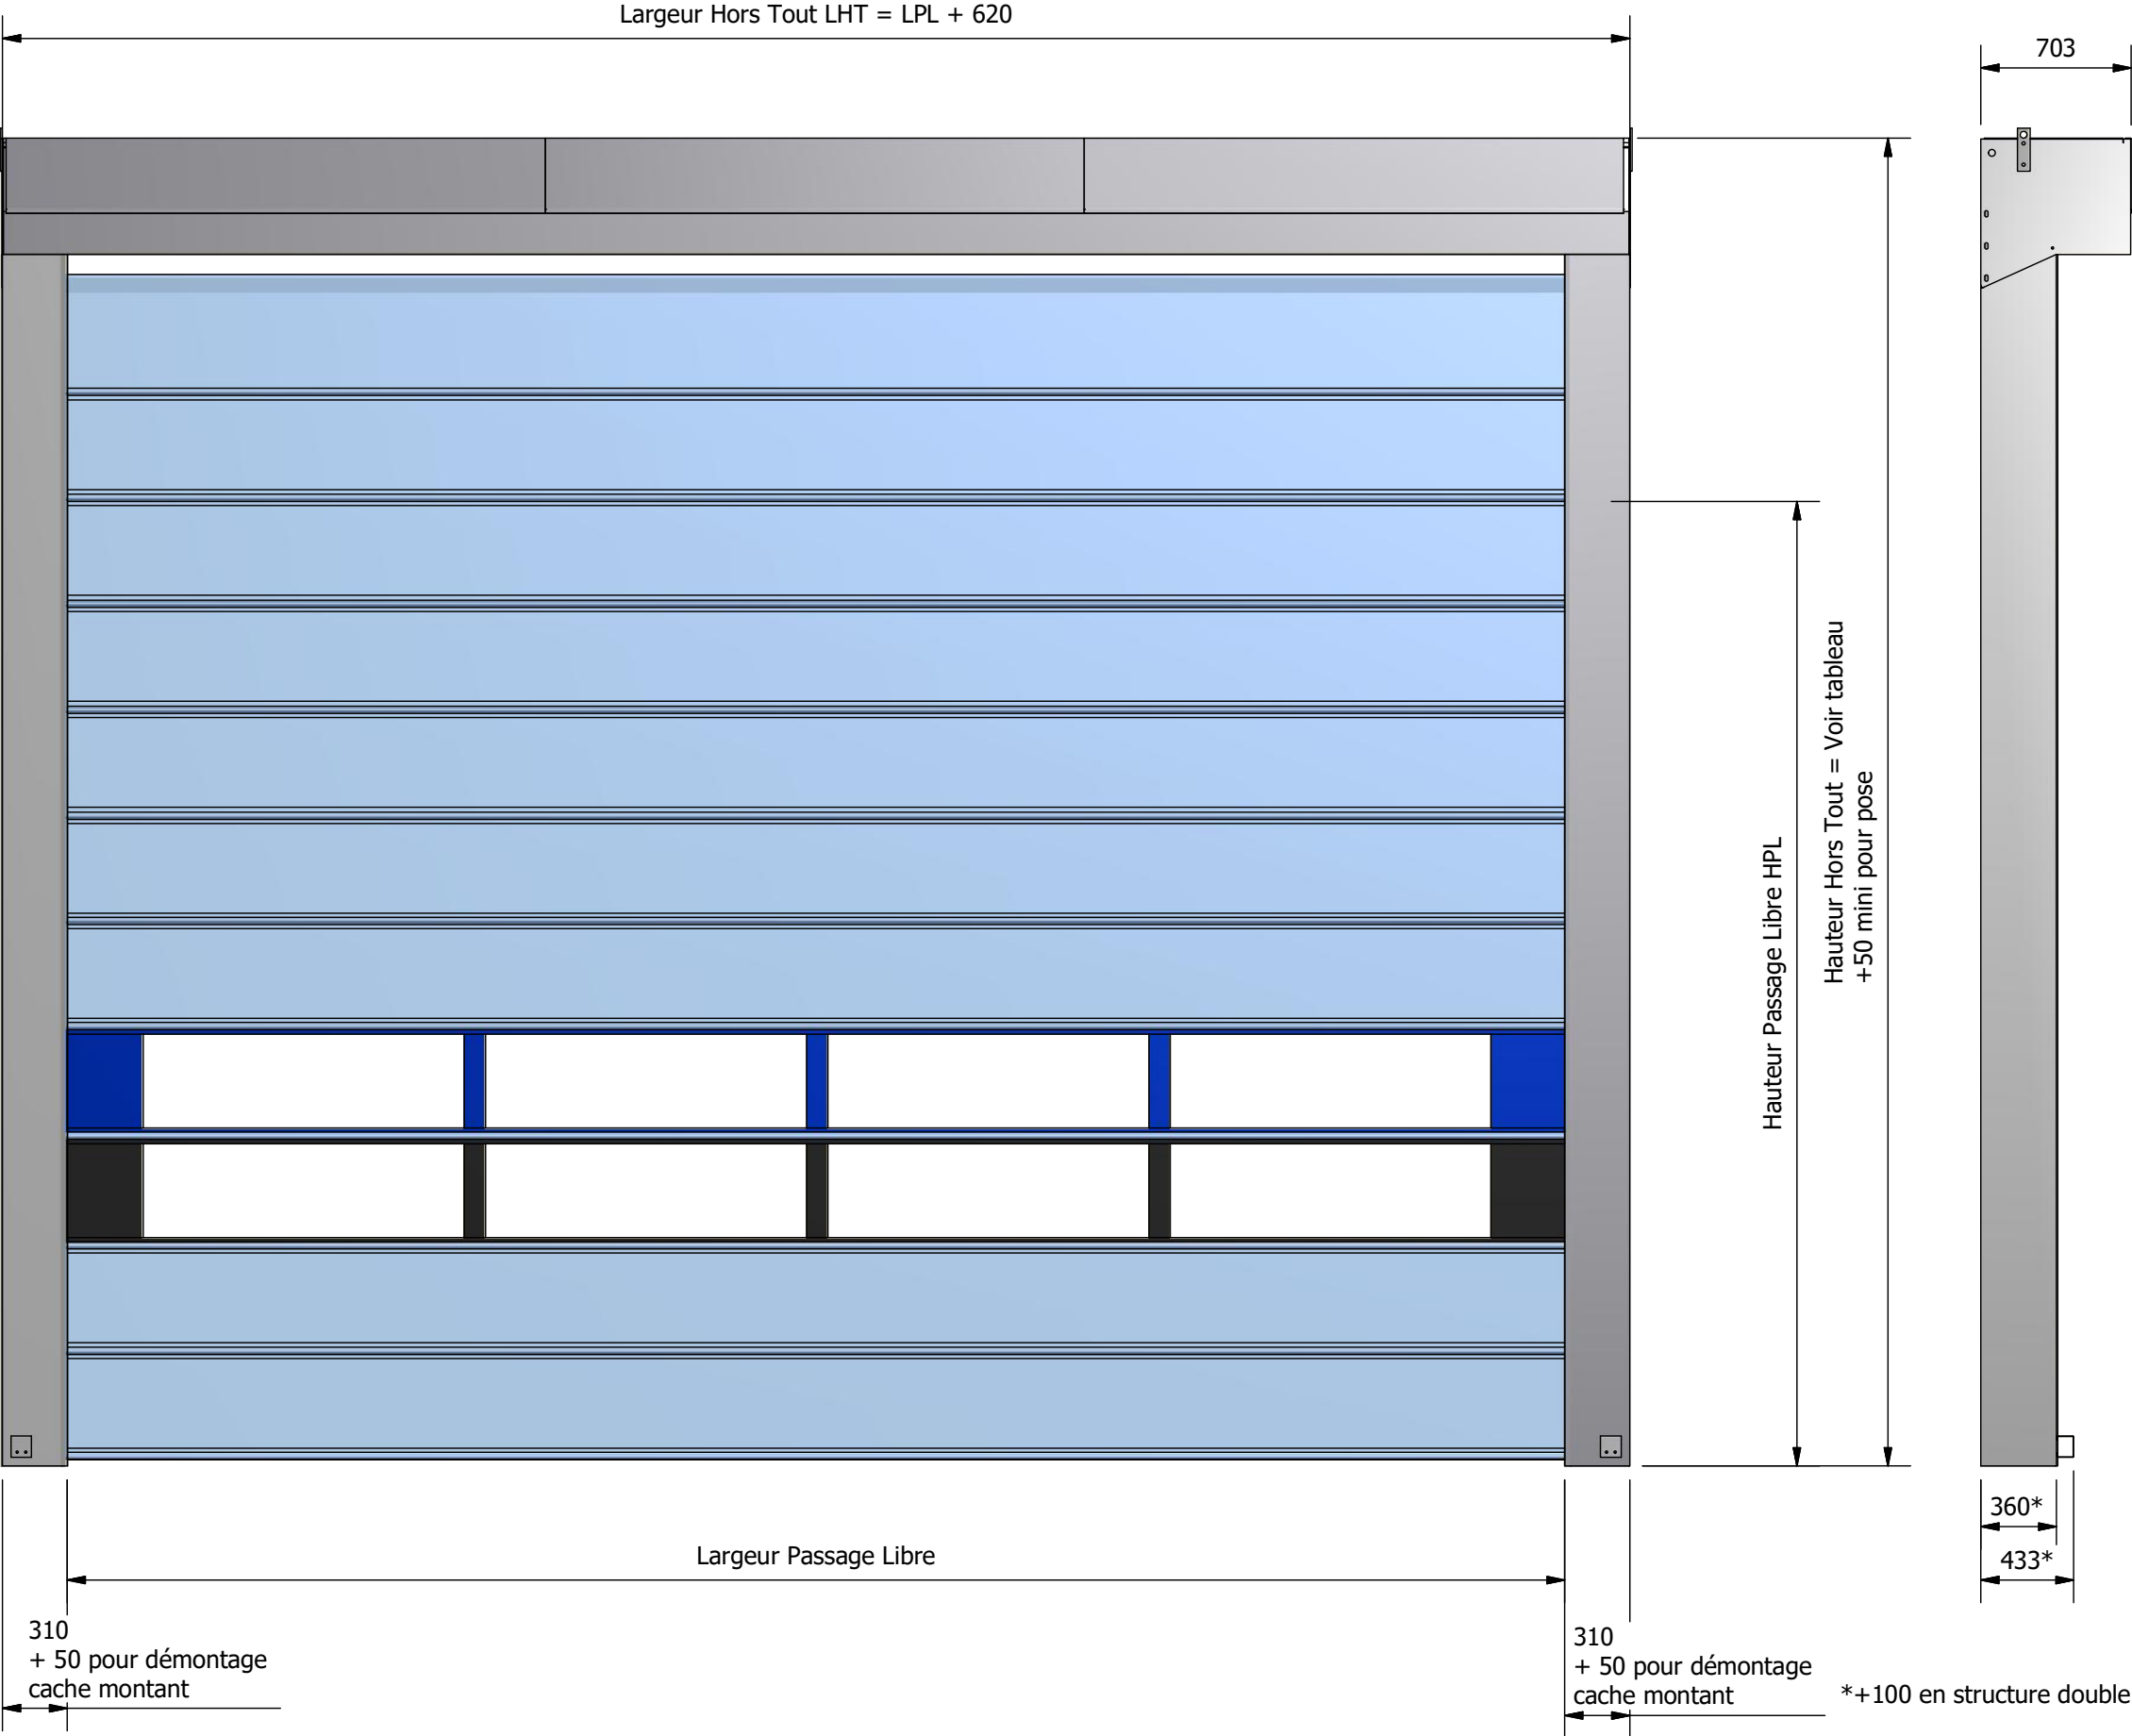 Largeur Hors Tout LHT = LPL + 620
703
Hauteur Passage Libre HPL
Hauteur Hors Tout = Voir tableau
+50 mini pour pose
360*
433*
Largeur Passage Libre
310
+ 50 pour démontage
cache montant
310
+ 50 pour démontage
cache montant
*+100 en structure double